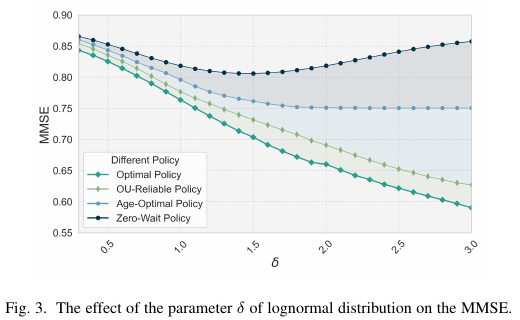 0.90
0.85
0.80
0.75
0.70
0.65
0.60
0.55
MMSE
Different Policy
Optimal Policy
OU-Reliable Policy
Age-Optimal Policy
Zero-Wait Policy
0.5 1.0 1.5 2.0 2.5 3.0
δ
Fig. 3. The effect of the parameter δ of lognormal distribution on the MMSE.